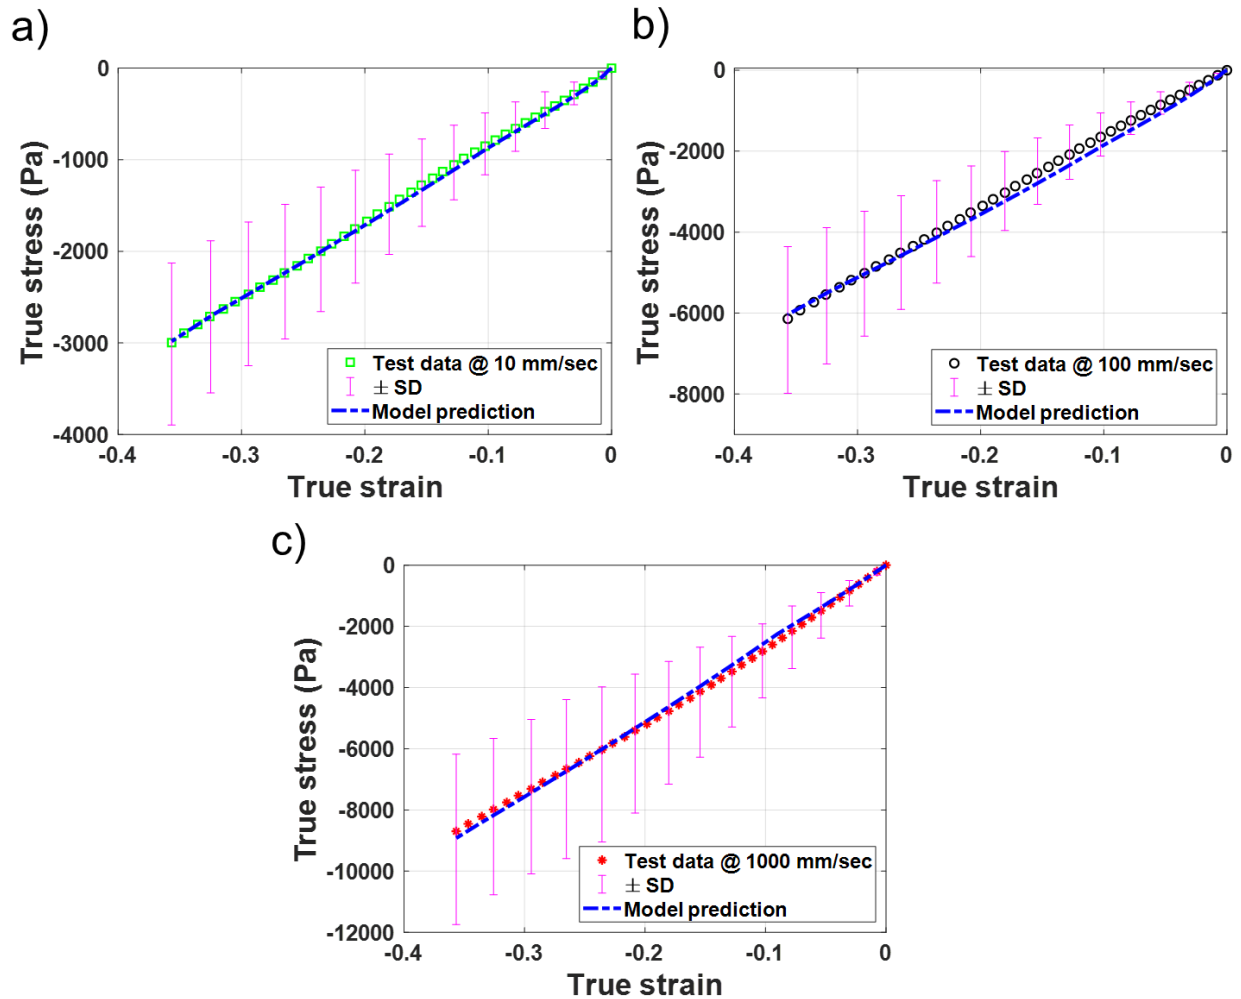 a)
0
-1000
-2000
-3000
-4000
True stress (Pa)
Test data @ 10 mm/sec
± SD
Model prediction
-0.4
-0.3
-0.2
-0.1
0
True strain
b)
0
-2000
-4000
-6000
-8000
True stress (Pa)
Test data @ 100 mm/sec
± SD
Model prediction
-0.4
-0.3
-0.2
-0.1
0
True strain
c)
0
-2000
-4000
-6000
-8000
-10000
-12000
True stress (Pa)
Test data @ 1000 mm/sec
± SD
Model prediction
-0.4
-0.3
-0.2
-0.1
0
True strain